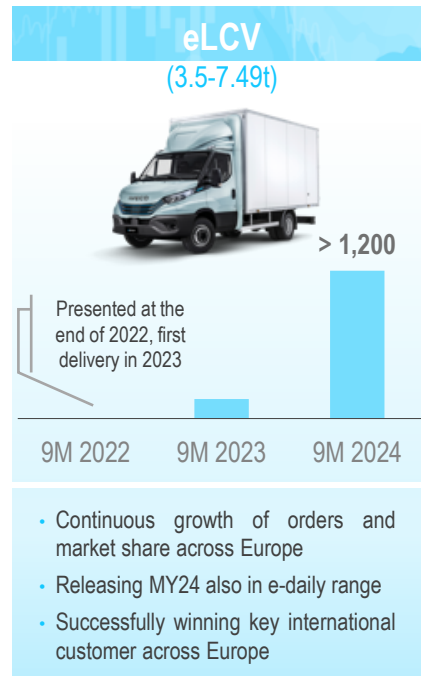 eLCV
(3.5-7.49t)
IVECO
> 1,200
Presented at the
end of 2022, first
delivery in 2023
9M 2022 9M 2023 9M 2024
• Continuous growth of orders and
market share across Europe
• Releasing MY24 also in e-daily range
• Successfully winning key international
customer across Europe